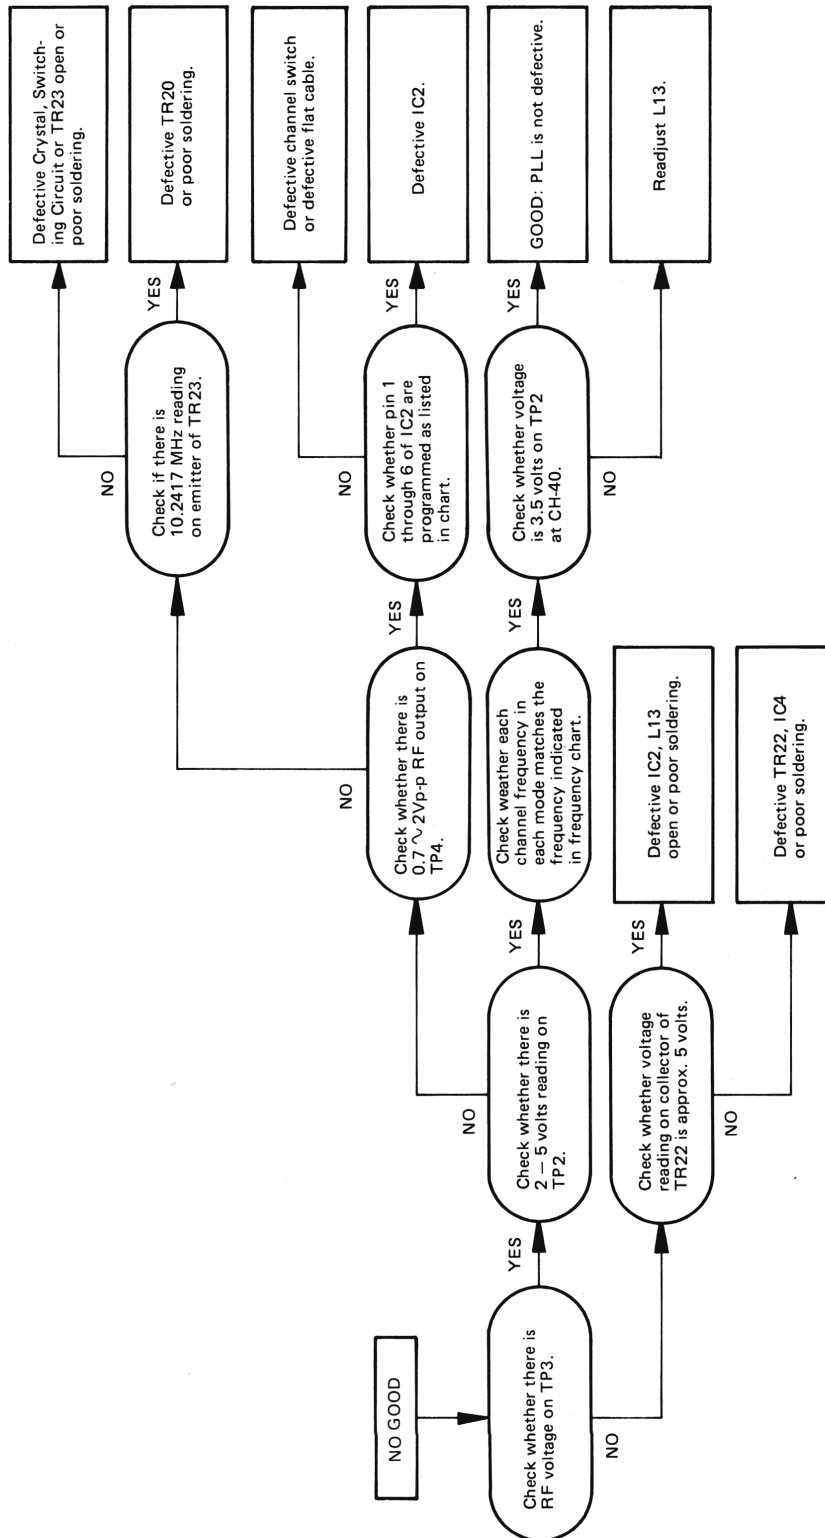 NO GOOD
Check whether there is
RF voltage on TP3.
YES
NO
Check whether there is
2 — 5 volts reading on
TP2.
YES
NO
Check whether voltage
reading on collector of
TR22 is approx. 5 volts.
YES
NO
Check whether there is
0.7 ∿ 2Vp-p RF output on
TP4.
YES
NO
Check weather each
channel frequency in
each mode matches the
frequency indicated
in frequency chart.
YES
Defective IC2, L13
open or poor soldering.
Defective TR22, IC4
or poor soldering.
Check if there is
10.2417 MHz reading
on emitter of TR23.
YES
NO
Check whether pin 1
through 6 of IC2 are
programmed as listed
in chart.
YES
NO
Check whether voltage
is 3.5 volts on TP2
at CH-40.
YES
NO
Defective Crystal, Switch-
ing Circuit or TR23 open or
poor soldering.
Defective TR20
or poor soldering.
Defective channel switch
or defective flat cable.
Defective IC2.
GOOD: PLL is not defective.
Readjust L13.